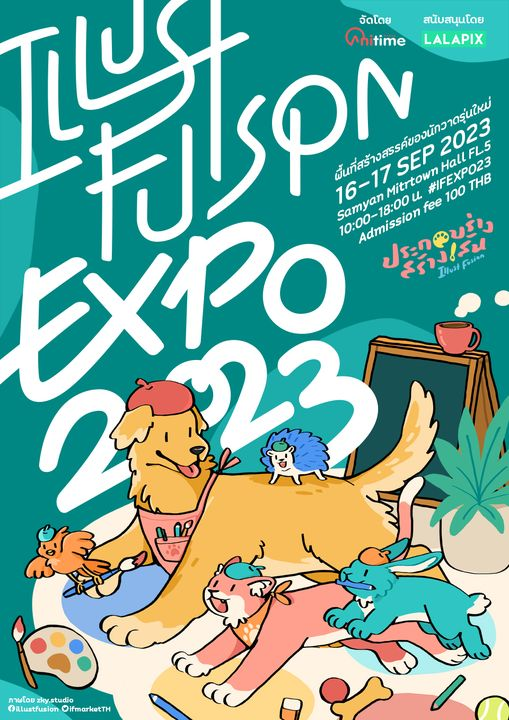 จัดโดย
Anitime
สนับสนุนโดย
LALAPIX
ILLUST
FUSION
EXPO
2023
พื้นที่สร้างสรรค์ของนักวาดรุ่นใหม่
16–17 SEP 2023
Samyan Mitrtown Hall FL.5
10:00–18:00 น. #IFEXPO23
Admission fee 100 THB
ประกอบร่าง
สร้างเส้น
Illust Fusion
ภาพโดย zky.studio
illustfusion ifmarketTH